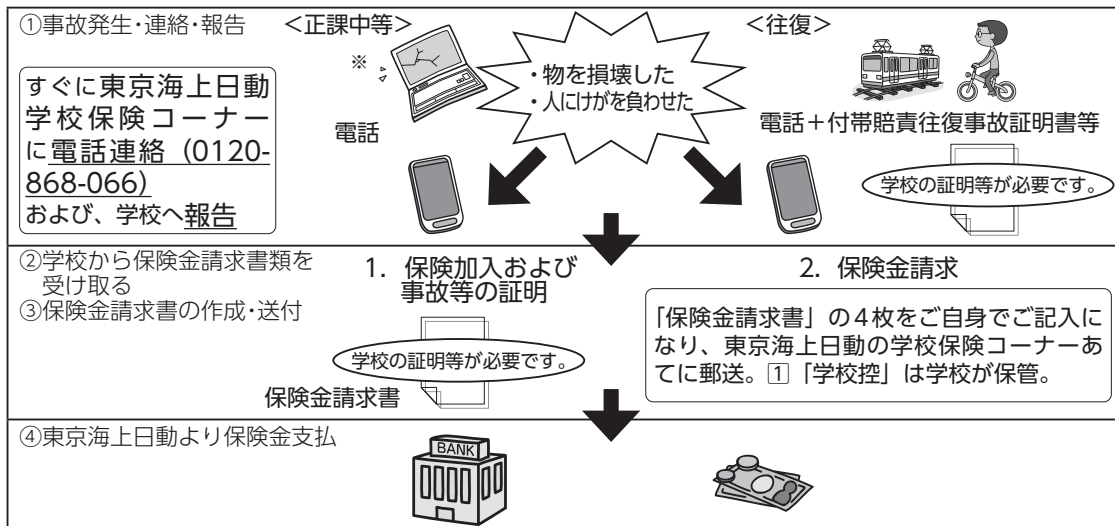 ①事故発生・連絡・報告
すぐに東京海上日動
学校保険コーナー
に電話連絡（0120-
868-066）
および、学校へ報告
＜正課中等＞
※
電話
・物を損壊した
・人にけがを負わせた
＜往復＞
電話＋付帯賠責往復事故証明書等
学校の証明等が必要です。
②学校から保険金請求書類を
受け取る
③保険金請求書の作成・送付
1．保険加入および
事故等の証明
学校の証明等が必要です。
保険金請求書
2．保険金請求
「保険金請求書」の4枚をご自身でご記入に
なり、東京海上日動の学校保険コーナーあ
てに郵送。1「学校控」は学校が保管。
④東京海上日動より保険金支払
BANK